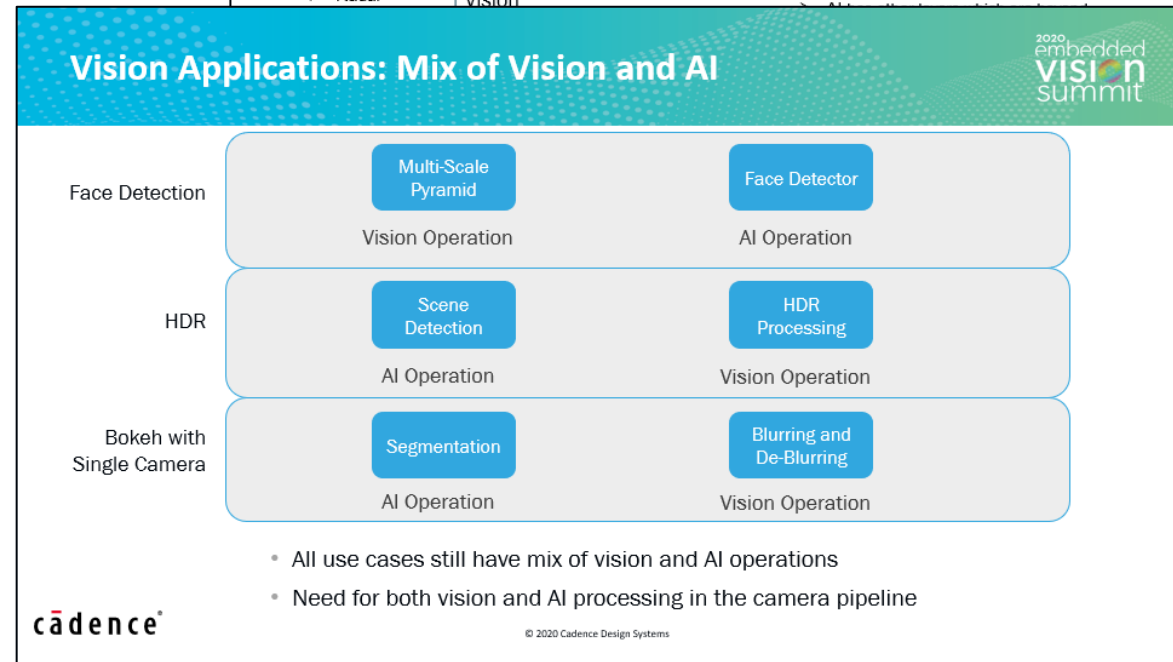 vision
Vision Applications: Mix of Vision and AI
2020
embedded
VISION
summit
Face Detection
Multi-Scale
Pyramid
Vision Operation
Face Detector
AI Operation
HDR
Scene
Detection
AI Operation
HDR
Processing
Vision Operation
Bokeh with
Single Camera
Segmentation
AI Operation
Blurring and
De-Blurring
Vision Operation
• All use cases still have mix of vision and AI operations
• Need for both vision and AI processing in the camera pipeline
cādence®
© 2020 Cadence Design Systems